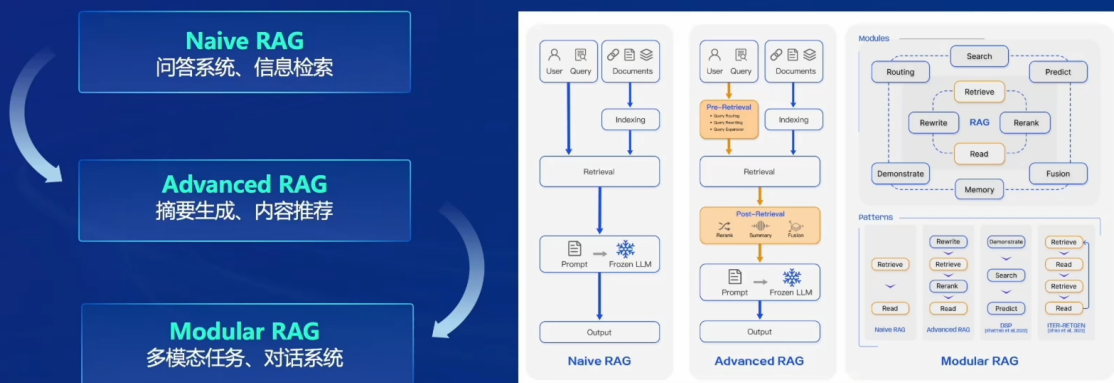 Naive RAG
问答系统、信息检索
Advanced RAG
摘要生成、内容推荐
Modular RAG
多模态任务、对话系统
User
Query
Documents
Indexing
Retrieval
Prompt
Frozen LLM
Output
Naive RAG
User
Query
Documents
Pre-Retrieval
Query Routing
Query Rewriting
Query Expansion
Indexing
Retrieval
Post-Retrieval
Rerank
Summary
Fusion
Prompt
Frozen LLM
Output
Advanced RAG
Modules
Search
Routing
Predict
Retrieve
Rewrite
RAG
Rerank
Read
Demonstrate
Fusion
Memory
Patterns
Retrieve
Read
Naive RAG
Rewrite
Retrieve
Rerank
Read
Advanced RAG
Demonstrate
Search
Predict
DSP
Retrieve
Read
Retrieve
Read
ITER-RETGEN
Modular RAG